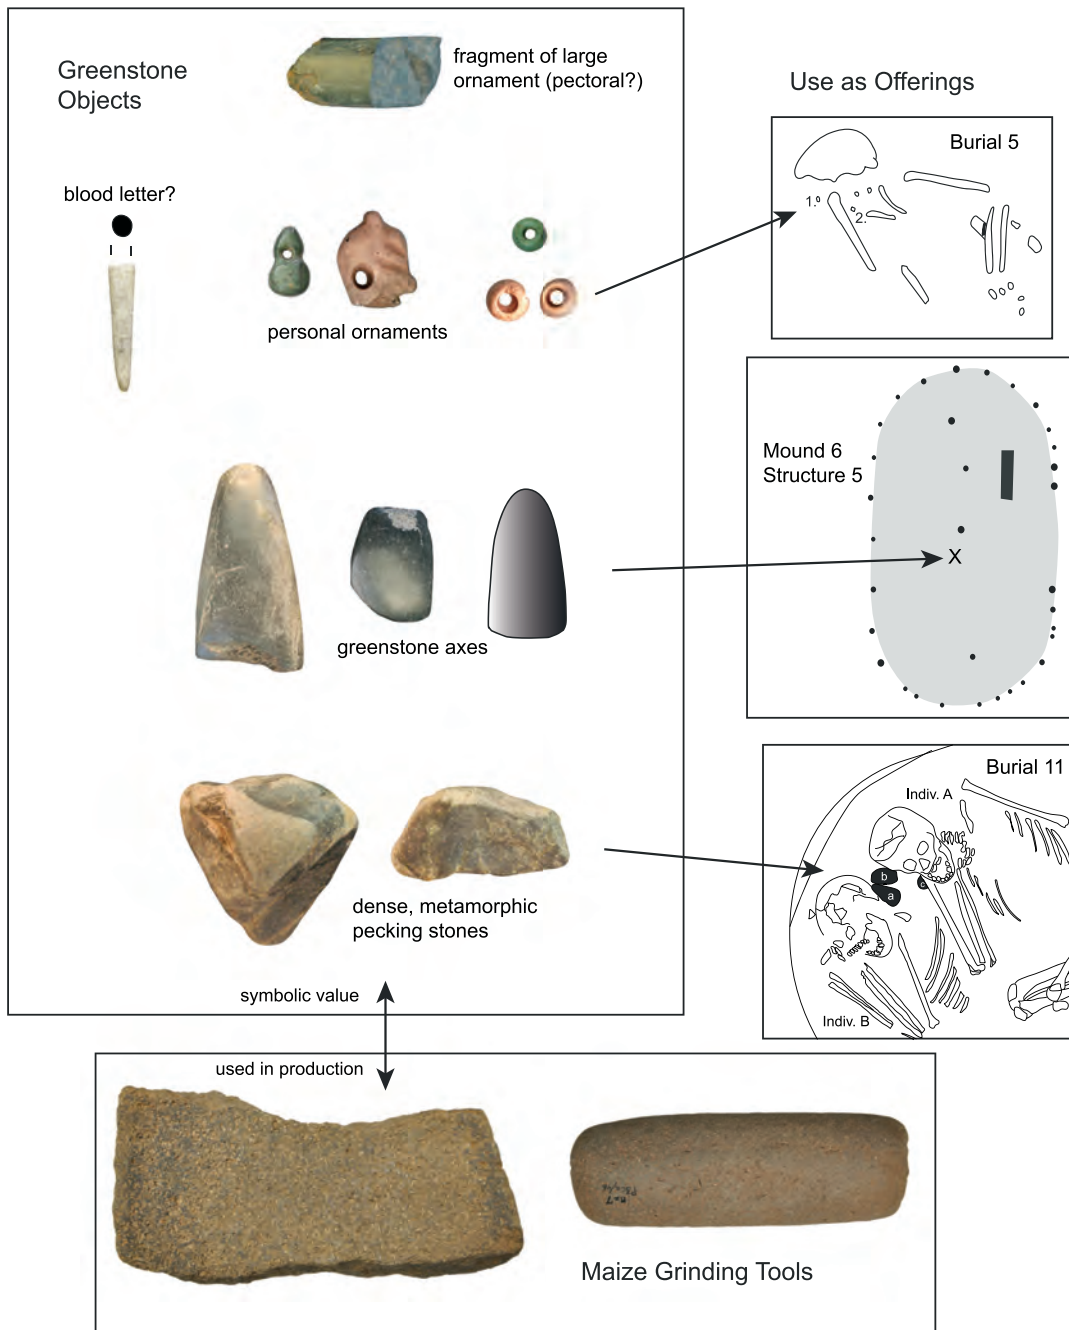 Greenstone
Objects
fragment of large
ornament (pectoral?)
Use as Offerings
Burial 5
1.
2.
blood letter?
personal ornaments
Mound 6
Structure 5
X
greenstone axes
Burial 11
Indiv. A
b
a
c
Indiv. B
dense, metamorphic
pecking stones
symbolic value
used in production
Maize Grinding Tools